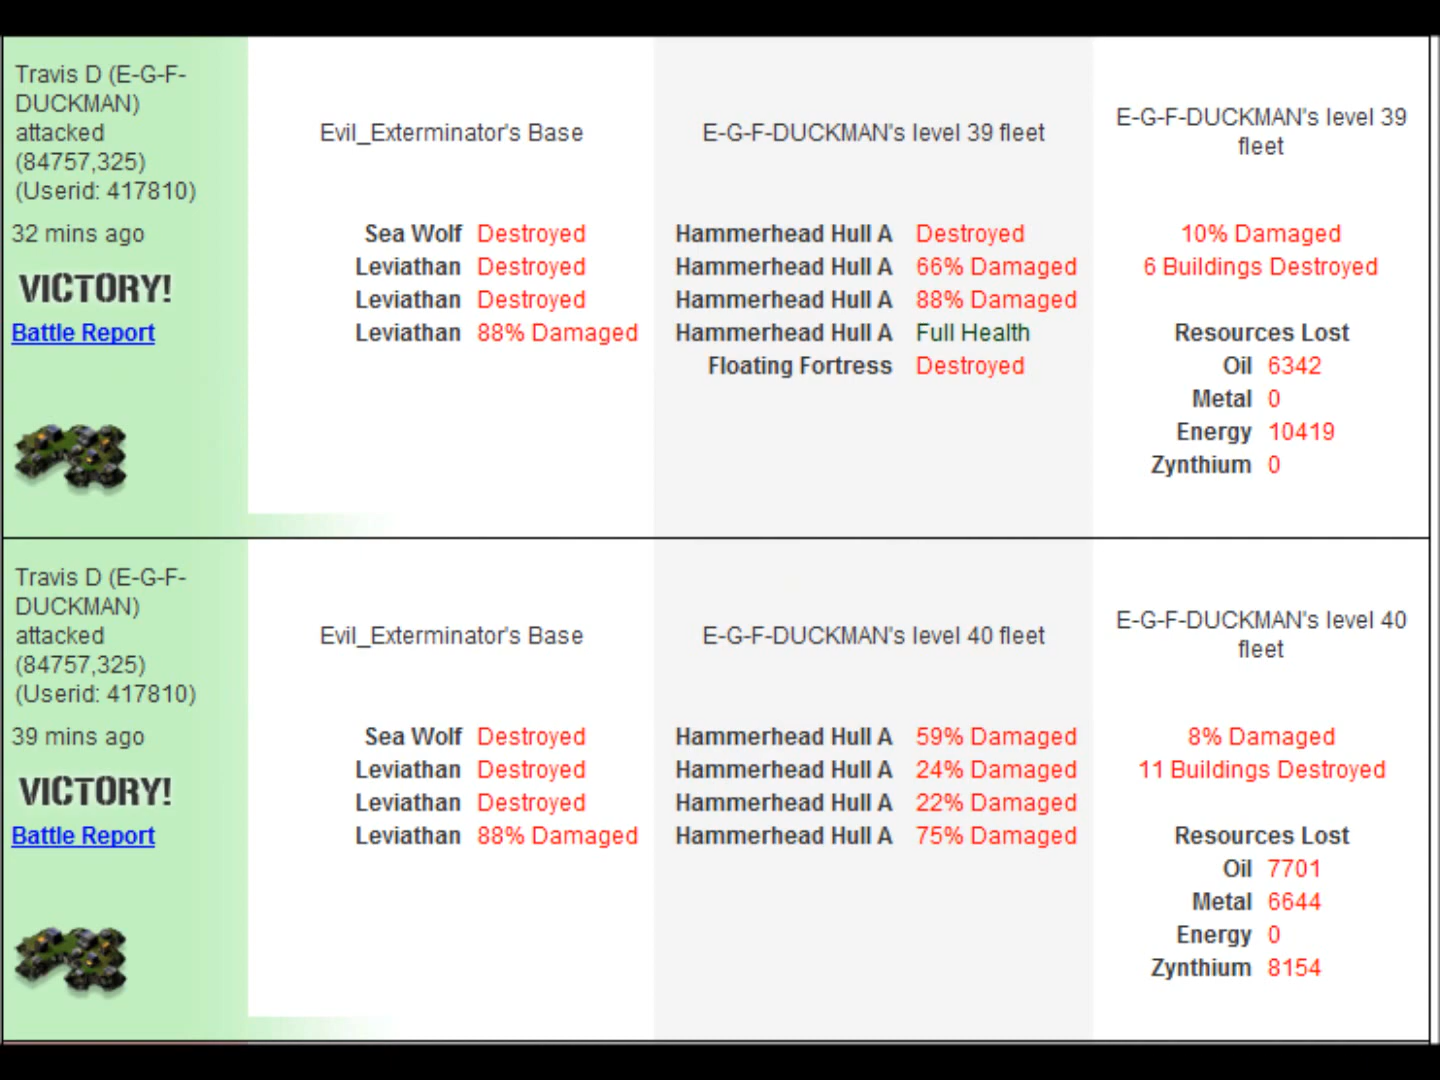 Travis D (E-G-F-
DUCKMAN)
attacked
(84757,325)
(Userid: 417810)
32 mins ago
VICTORY!
Battle Report
Evil_Exterminator's Base
Sea Wolf Destroyed
Leviathan Destroyed
Leviathan Destroyed
Leviathan 88% Damaged
E-G-F-DUCKMAN's level 39 fleet
Hammerhead Hull A Destroyed
Hammerhead Hull A 66% Damaged
Hammerhead Hull A 88% Damaged
Hammerhead Hull A Full Health
Floating Fortress Destroyed
E-G-F-DUCKMAN's level 39
fleet
10% Damaged
6 Buildings Destroyed
Resources Lost
Oil 6342
Metal 0
Energy 10419
Zynthium 0
Travis D (E-G-F-
DUCKMAN)
attacked
(84757,325)
(Userid: 417810)
39 mins ago
VICTORY!
Battle Report
Evil_Exterminator's Base
Sea Wolf Destroyed
Leviathan Destroyed
Leviathan Destroyed
Leviathan 88% Damaged
E-G-F-DUCKMAN's level 40 fleet
Hammerhead Hull A 59% Damaged
Hammerhead Hull A 24% Damaged
Hammerhead Hull A 22% Damaged
Hammerhead Hull A 75% Damaged
E-G-F-DUCKMAN's level 40
fleet
8% Damaged
11 Buildings Destroyed
Resources Lost
Oil 7701
Metal 6644
Energy 0
Zynthium 8154